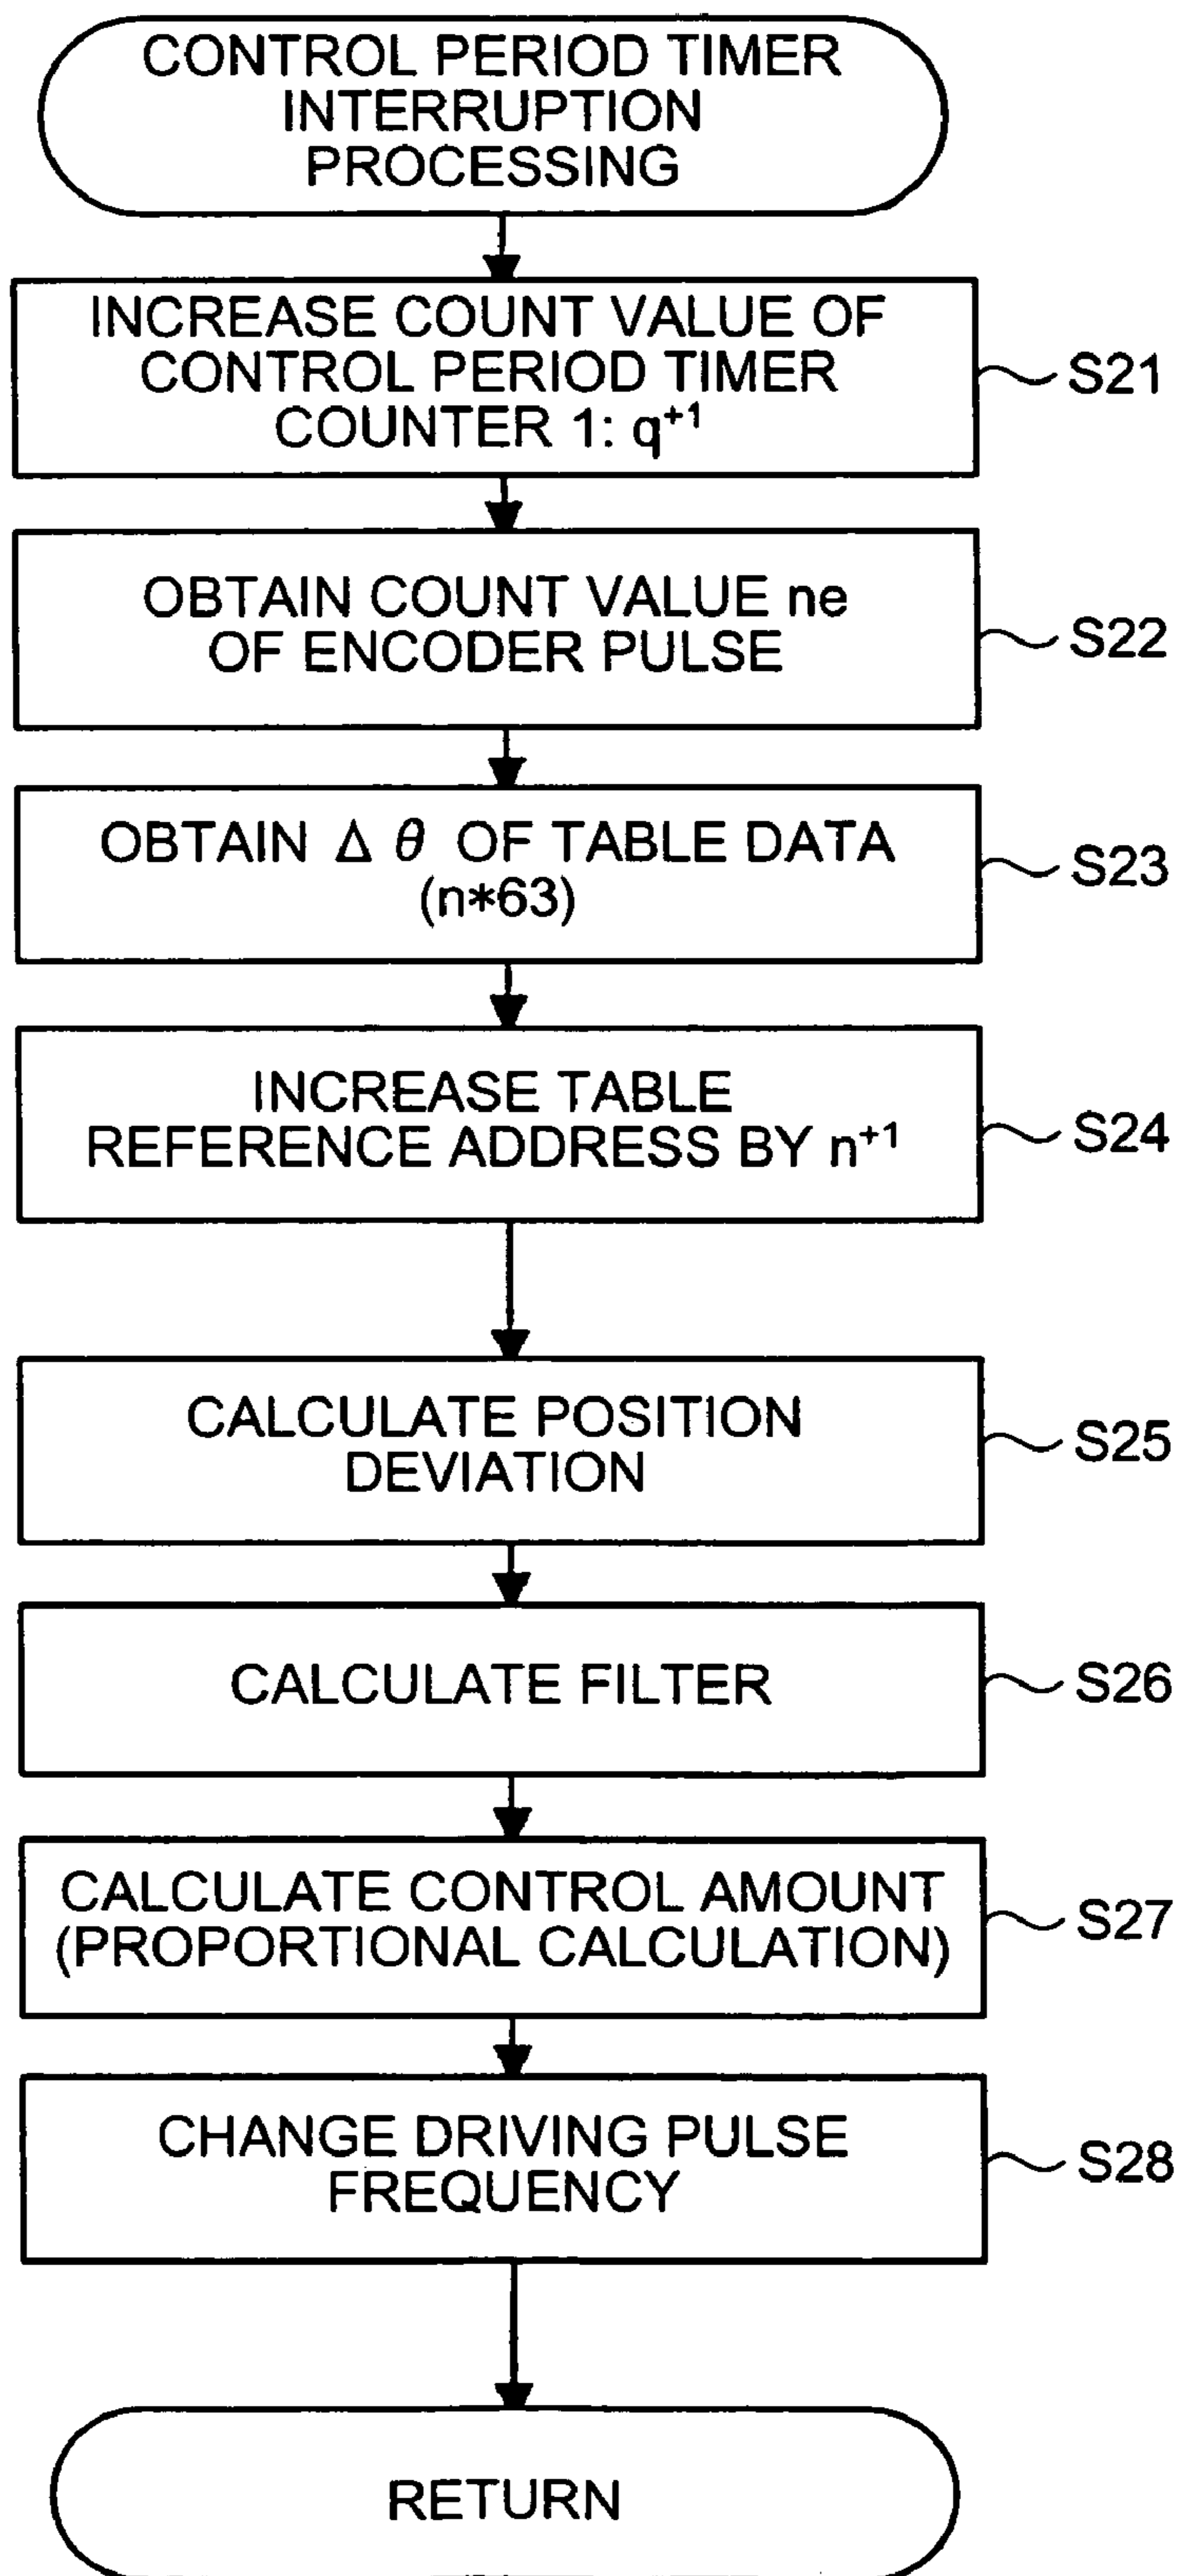 CONTROL PERIOD TIMER
INTERRUPTION
PROCESSING
INCREASE COUNT VALUE OF
CONTROL PERIOD TIMER
COUNTER 1: q⁺¹
S21
OBTAIN COUNT VALUE ne
OF ENCODER PULSE
S22
OBTAIN Δ θ OF TABLE DATA
(n*63)
S23
INCREASE TABLE
REFERENCE ADDRESS BY n⁺¹
S24
CALCULATE POSITION
DEVIATION
S25
CALCULATE FILTER
S26
CALCULATE CONTROL AMOUNT
(PROPORTIONAL CALCULATION)
S27
CHANGE DRIVING PULSE
FREQUENCY
S28
RETURN